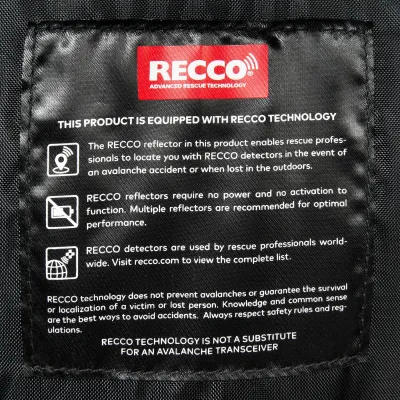 RECCO
ADVANCED RESCUE TECHNOLOGY
THIS PRODUCT IS EQUIPPED WITH RECCO TECHNOLOGY
The RECCO reflector in this product enables rescue profes-
sionals to locate you with RECCO detectors in the event of
an avalanche accident or when lost in the outdoors.
RECCO reflectors require no power and no activation to
function. Multiple reflectors are recommended for optimal
performance.
RECCO detectors are used by rescue professionals world-
wide. Visit recco.com to view the complete list.
RECCO technology does not prevent avalanches or guarantee the survival
or localization of a victim or lost person. Knowledge and common sense
are the best ways to avoid accidents. Always respect safety rules and reg-
ulations.
RECCO TECHNOLOGY IS NOT A SUBSTITUTE
FOR AN AVALANCHE TRANSCEIVER